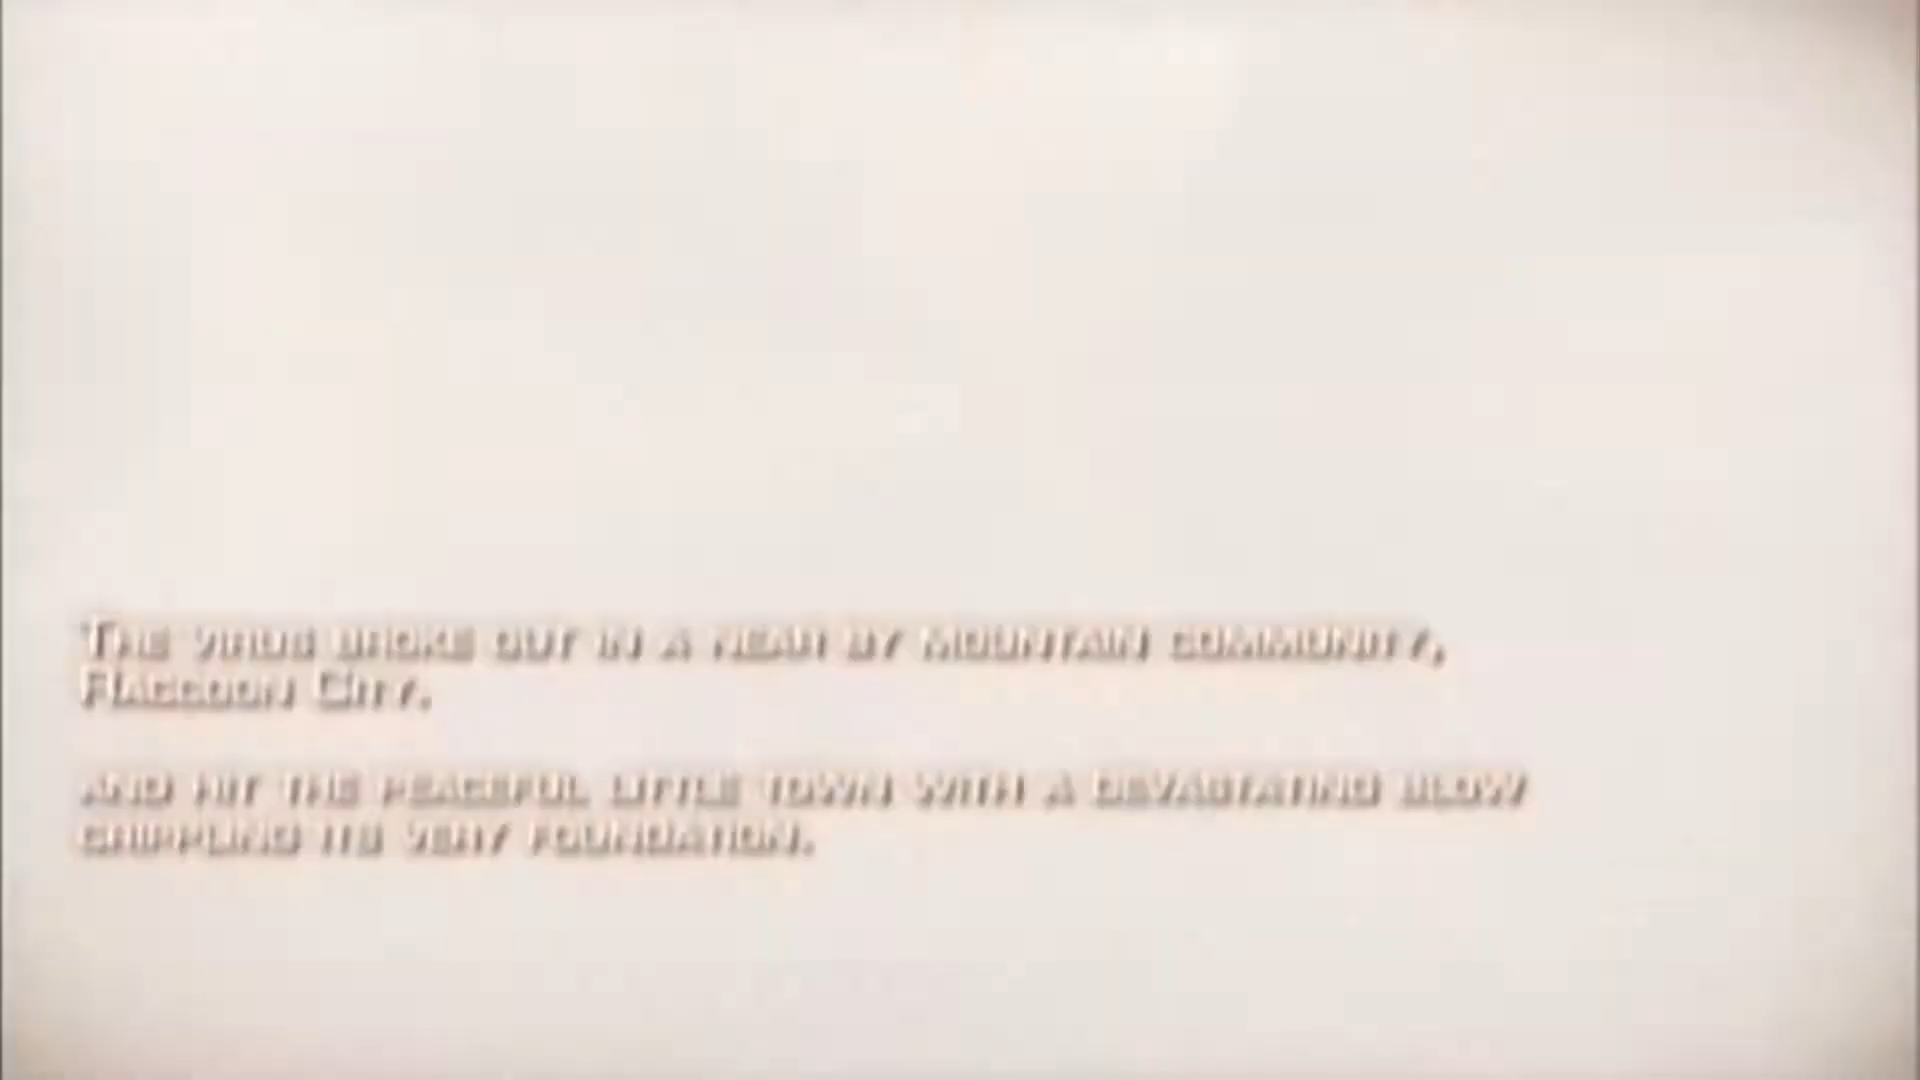 The virus broke out in a near by mountain community,
Raccoon City.
and hit the peaceful little town with a devastating blow
crippling its very foundation.